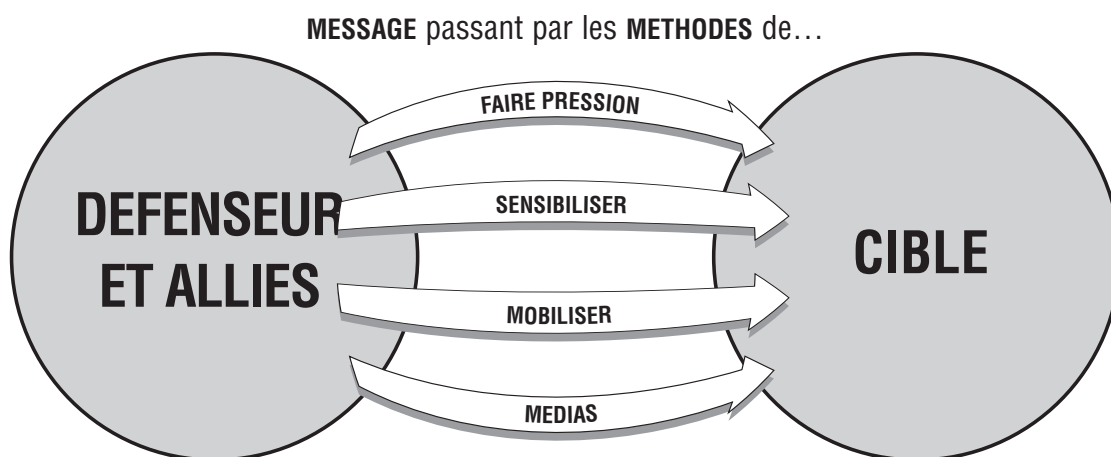 MESSAGE passant par les METHODES de…
FAIRE PRESSION
DEFENSEUR
ET ALLIES
SENSIBILISER
MOBILISER
MEDIAS
CIBLE